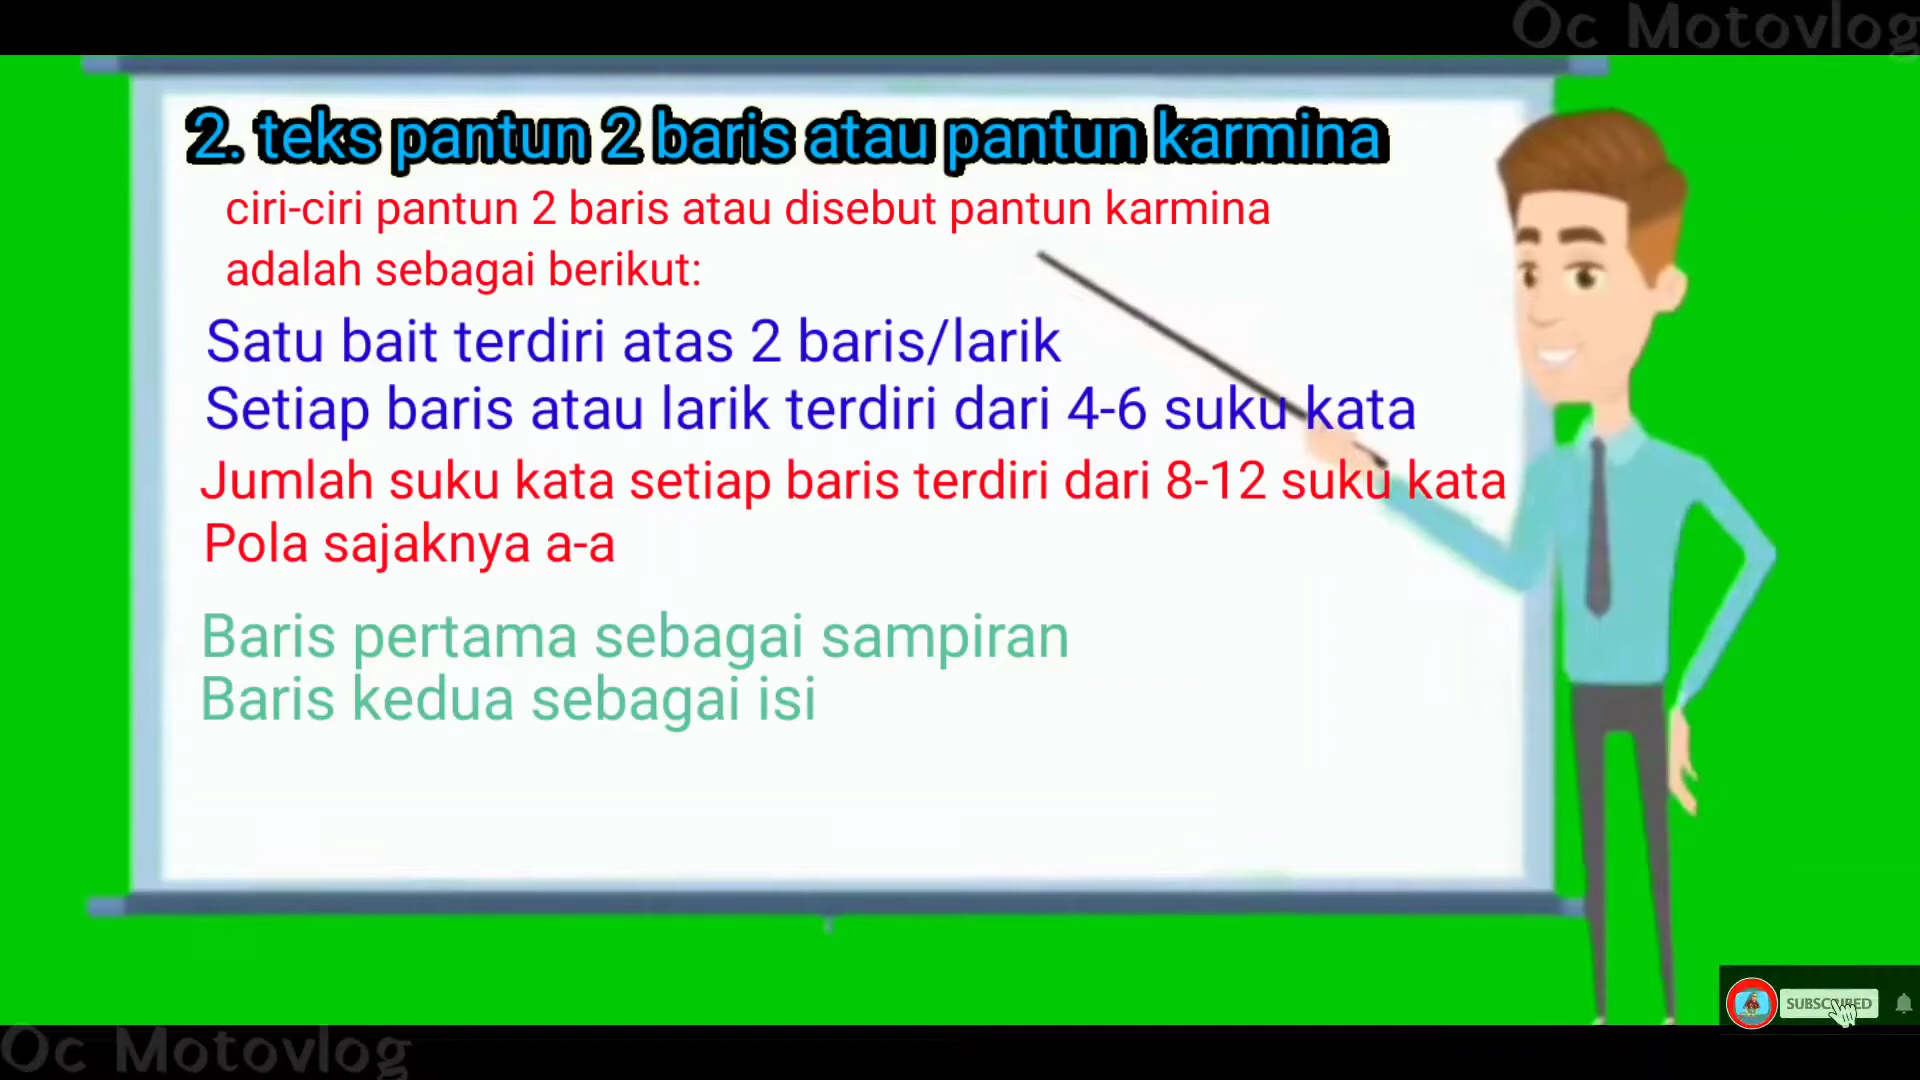 Oc Motovlog
2. teks pantun 2 baris atau pantun karmina
ciri-ciri pantun 2 baris atau disebut pantun karmina
adalah sebagai berikut:
Satu bait terdiri atas 2 baris/larik
Setiap baris atau larik terdiri dari 4-6 suku kata
Jumlah suku kata setiap baris terdiri dari 8-12 suku kata
Pola sajaknya a-a
Baris pertama sebagai sampiran
Baris kedua sebagai isi
SUBSCRIBED
Oc Motovlog